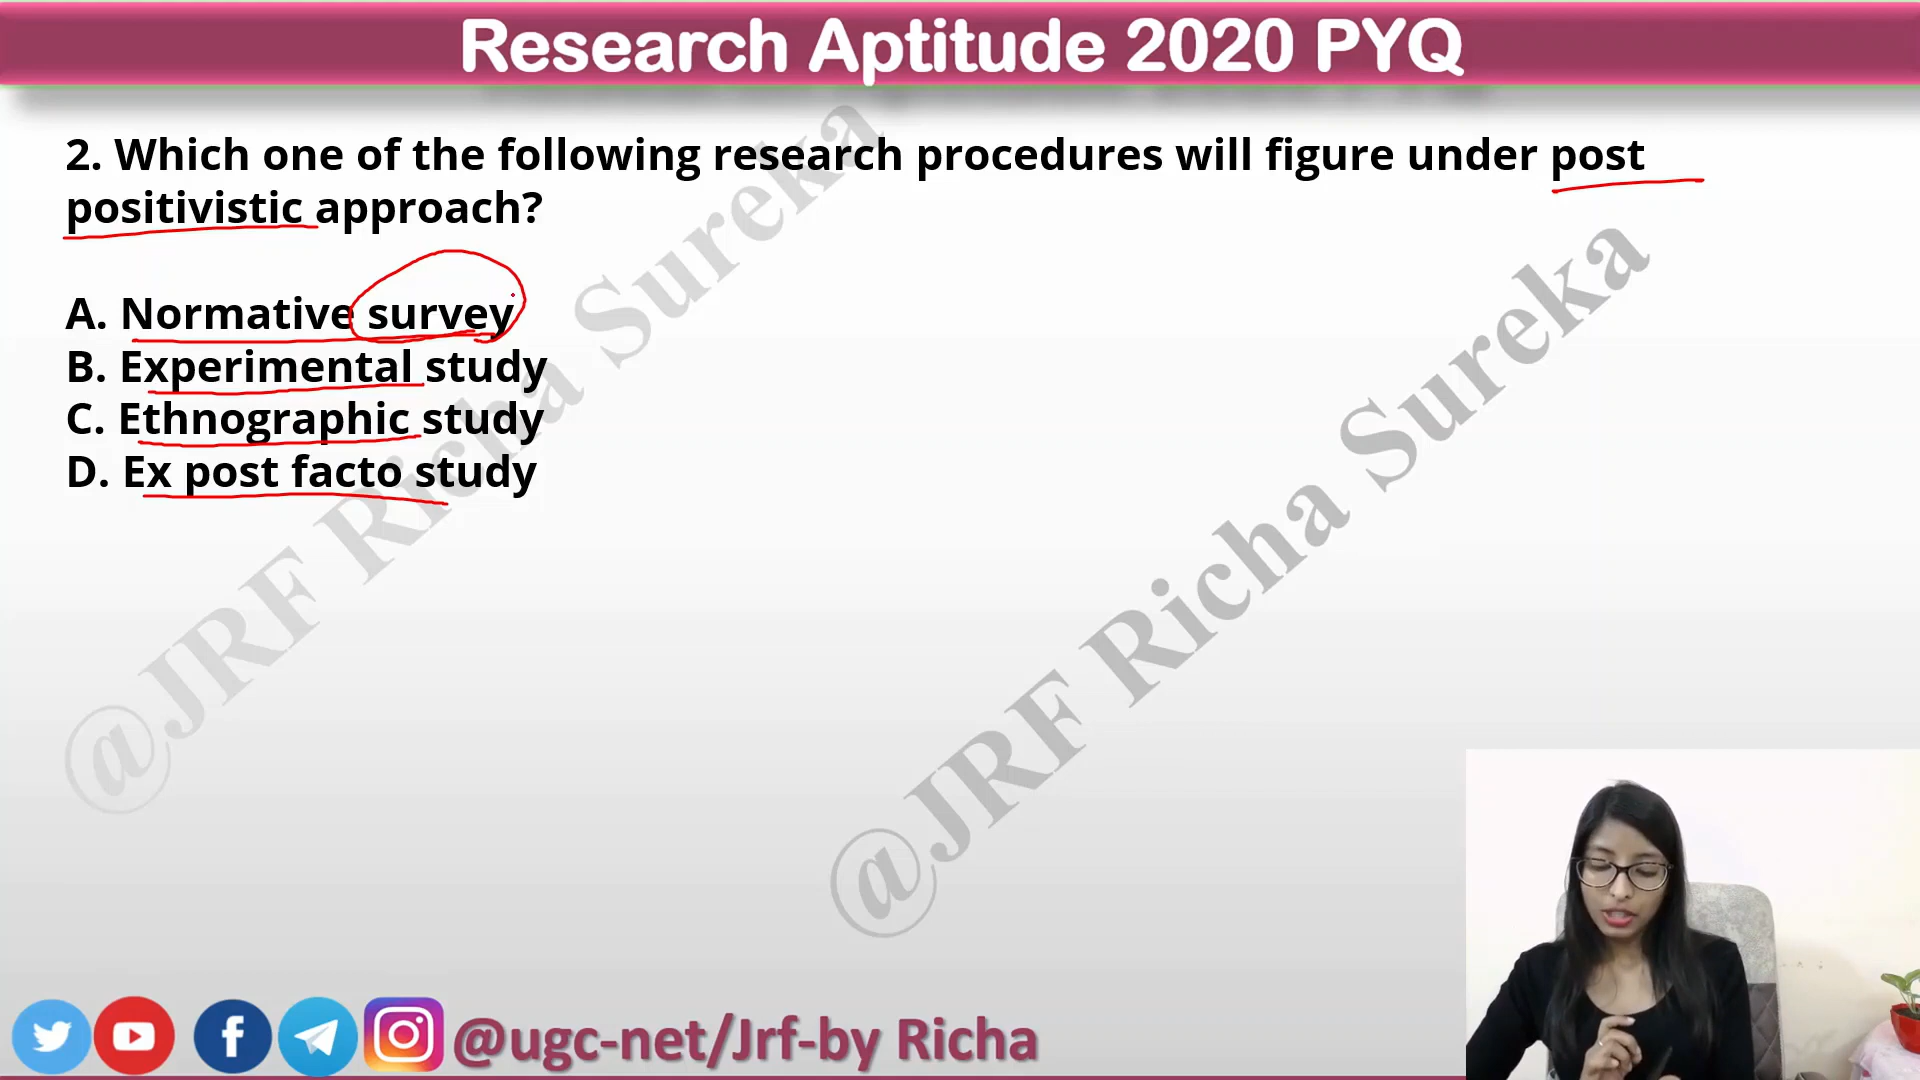 Research Aptitude 2020 PYQ
2. Which one of the following research procedures will figure under post
positivistic approach?
A. Normative survey
B. Experimental study
C. Ethnographic study
D. Ex post facto study
@JRF Richa Sureka
@JRF Richa Sureka
@ugc-net/Jrf-by Richa